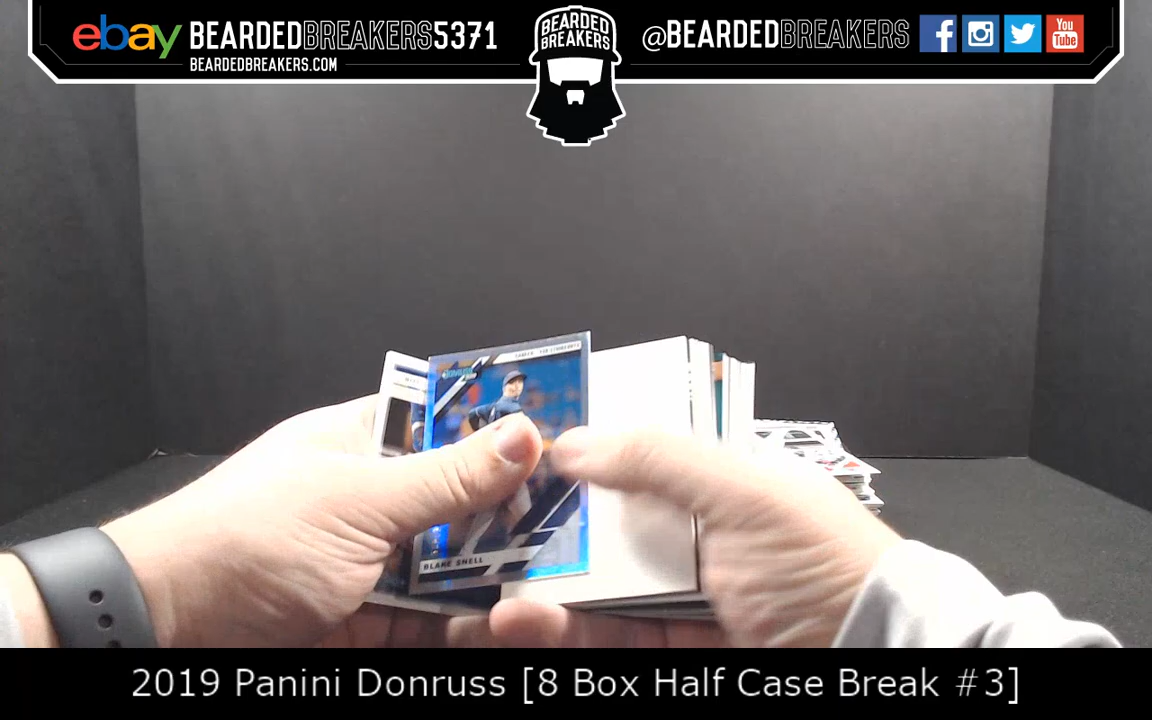 ebay BEARDEDBREAKERS5371
BEARDEDBREAKERS.COM
BEARDED
BREAKERS
@BEARDEDBREAKERS
You
Tube
DONRUSS
BLAKE SNELL
2019 Panini Donruss [8 Box Half Case Break #3]